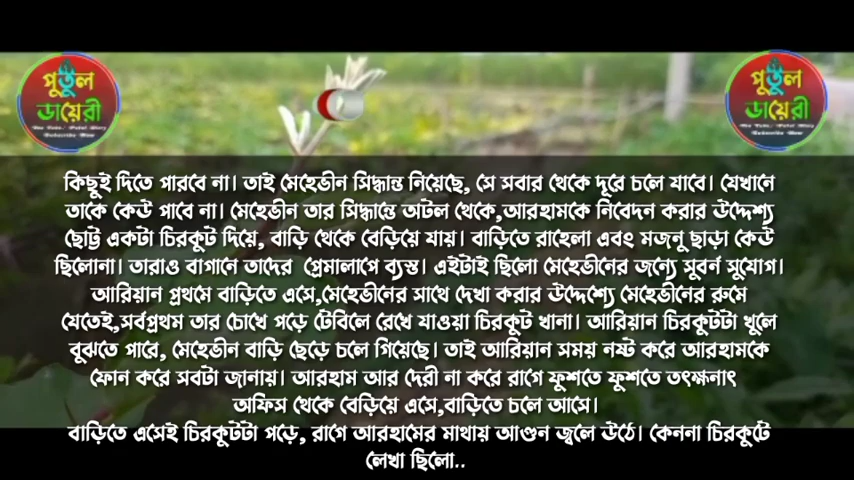 পুতুল
ডায়েরী
পুতুল
ডায়েরী
কিছুই দিতে পারবে না। তাই মেহেভীন সিদ্ধান্ত নিয়েছে, সে সবার থেকে দূরে চলে যাবে। যেখানে
তাকে কেউ পাবে না। মেহেভীন তার সিদ্ধান্তে অটল থেকে,আরহামকে নিবেদন করার উদ্দেশ্য
ছোট্ট একটা চিরকুট দিয়ে, বাড়ি থেকে বেড়িয়ে যায়। বাড়িতে রাহেলা এবং মজনু ছাড়া কেউ
ছিলোনা। তারাও বাগানে তাদের প্রেমালাপে ব্যস্ত। এইটাই ছিলো মেহেভীনের জন্যে সুবর্ন সুযোগ।
আরিয়ান প্রথমে বাড়িতে এসে,মেহেভীনের সাথে দেখা করার উদ্দেশ্যে মেহেভীনের রুমে
যেতেই,সর্বপ্রথম তার চোখে পড়ে টেবিলে রেখে যাওয়া চিরকুট খানা। আরিয়ান চিরকুটটা খুলে
বুঝতে পারে, মেহেভীন বাড়ি ছেড়ে চলে গিয়েছে। তাই আরিয়ান সময় নষ্ট করে আরহামকে
ফোন করে সবটা জানায়। আরহাম আর দেরী না করে রাগে ফুশতে ফুশতে তৎক্ষনাৎ
অফিস থেকে বেড়িয়ে এসে,বাড়িতে চলে আসে।
বাড়িতে এসেই চিরকুটটা পড়ে, রাগে আরহামের মাথায় আগুন জ্বলে উঠে। কেননা চিরকুটে
লেখা ছিলো..